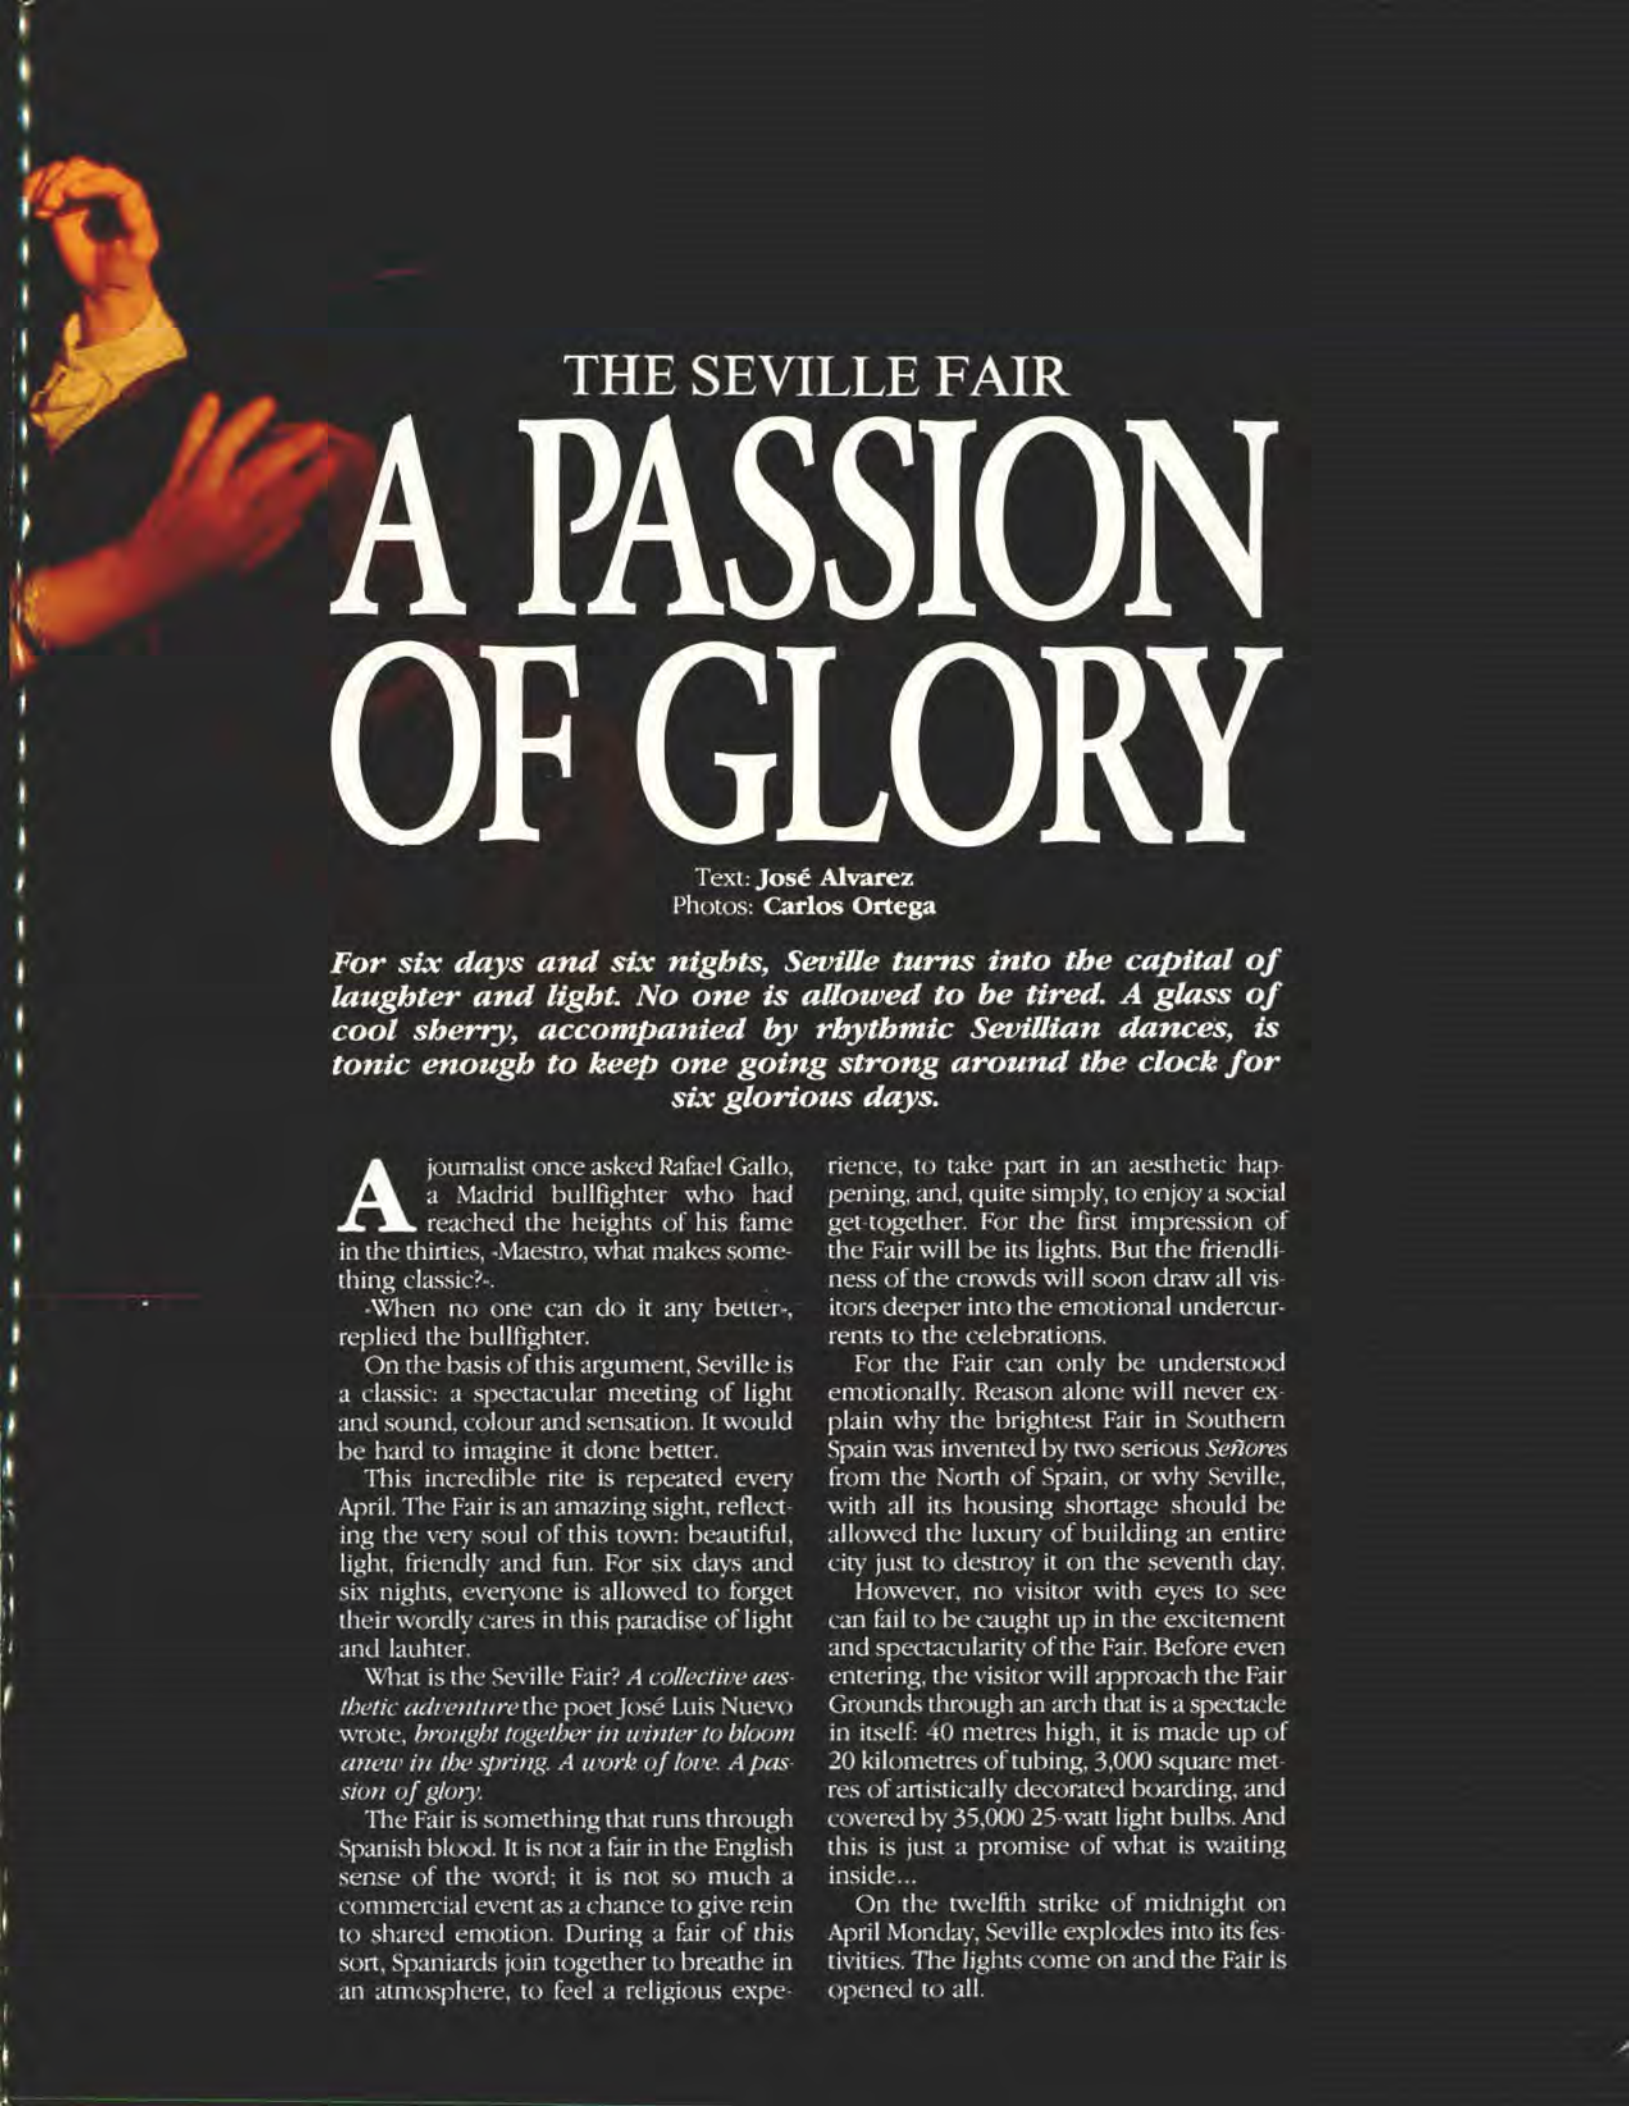 THE SEVILLE FAIR
A PASSION
OF GLORY
Text: José Alvarez
Photos: Carlos Ortega
For six days and six nights, Seville turns into the capital of
laughter and light. No one is allowed to be tired. A glass of
cool sherry, accompanied by rhythmic Sevillian dances, is
tonic enough to keep one going strong around the clock for
six glorious days.
A journalist once asked Rafael Gallo,
a Madrid bullfighter who had
reached the heights of his fame
in the thirties, «Maestro, what makes some-
thing classic?».
«When no one can do it any better»,
replied the bullfighter.
On the basis of this argument, Seville is
a classic: a spectacular meeting of light
and sound, colour and sensation. It would
be hard to imagine it done better.
This incredible rite is repeated every
April. The Fair is an amazing sight, reflect-
ing the very soul of this town: beautiful,
light, friendly and fun. For six days and
six nights, everyone is allowed to forget
their wordly cares in this paradise of light
and lauhter.
What is the Seville Fair? A collective aes-
thetic adventure the poet José Luis Nuevo
wrote, brought together in winter to bloom
anew in the spring. A work of love. A pas-
sion of glory.
The Fair is something that runs through
Spanish blood. It is not a fair in the English
sense of the word; it is not so much a
commercial event as a chance to give rein
to shared emotion. During a fair of this
sort, Spaniards join together to breathe in
an atmosphere, to feel a religious expe-
rience, to take part in an aesthetic hap-
pening, and, quite simply, to enjoy a social
get-together. For the first impression of
the Fair will be its lights. But the friendli-
ness of the crowds will soon draw all vis-
itors deeper into the emotional undercur-
rents to the celebrations.
For the Fair can only be understood
emotionally. Reason alone will never ex-
plain why the brightest Fair in Southern
Spain was invented by two serious Señores
from the North of Spain, or why Seville,
with all its housing shortage should be
allowed the luxury of building an entire
city just to destroy it on the seventh day.
However, no visitor with eyes to see
can fail to be caught up in the excitement
and spectacularity of the Fair. Before even
entering, the visitor will approach the Fair
Grounds through an arch that is a spectacle
in itself: 40 metres high, it is made up of
20 kilometres of tubing, 3,000 square met-
res of artistically decorated boarding, and
covered by 35,000 25-watt light bulbs. And
this is just a promise of what is waiting
inside...
On the twelfth strike of midnight on
April Monday, Seville explodes into its fes-
tivities. The lights come on and the Fair is
opened to all.